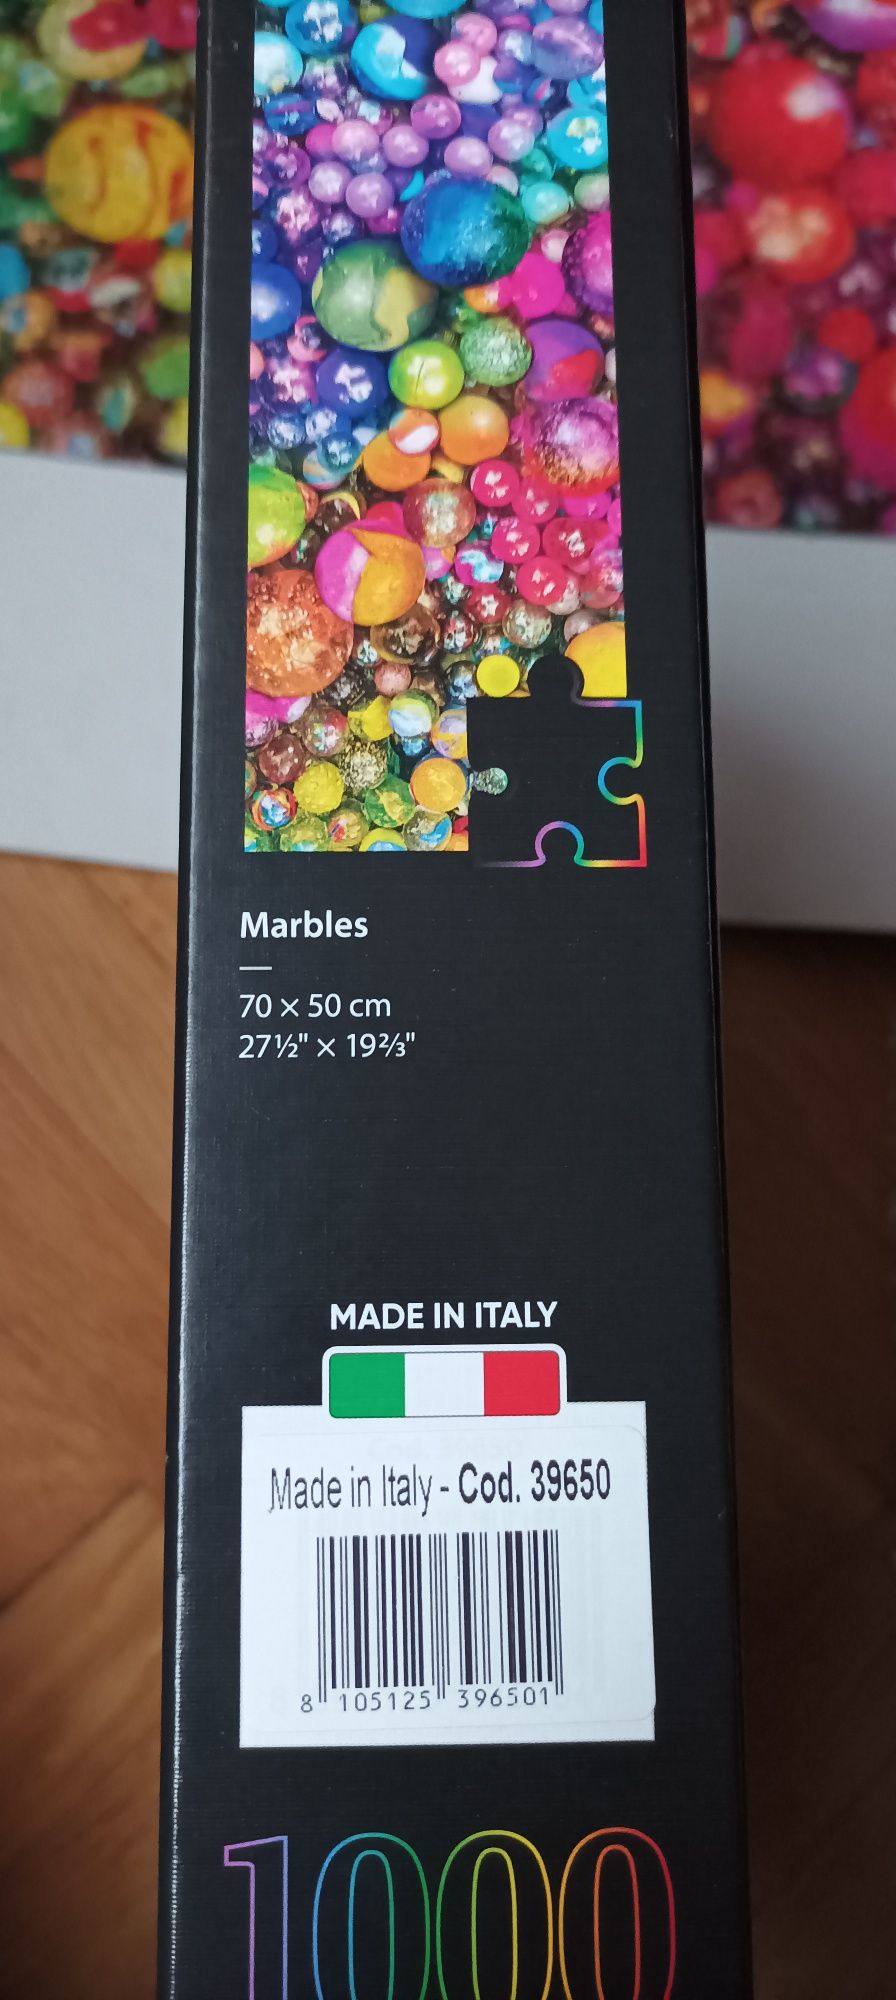 Marbles
70 × 50 cm
27½" × 19⅔"
MADE IN ITALY
Made in Italy - Cod. 39650
8 105125 396501
1000